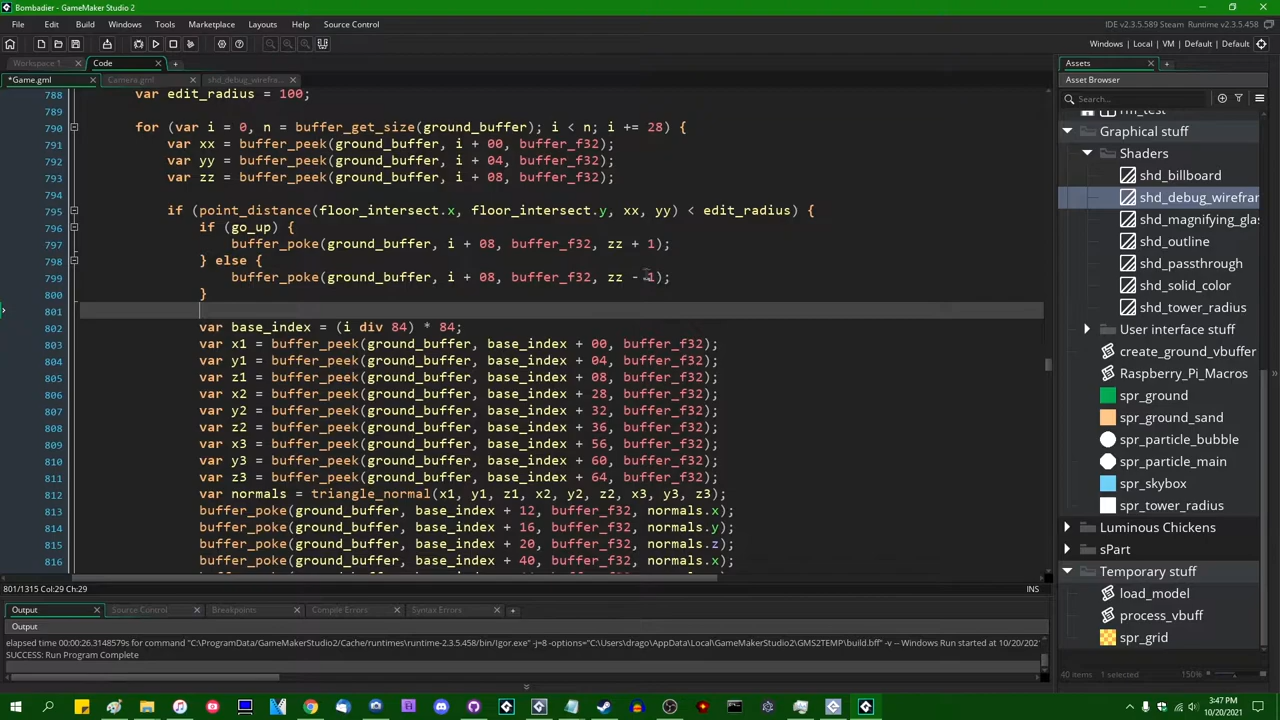 Bombadier - GameMaker Studio 2
File Edit Build Windows Tools Marketplace Layouts Help Source Control
IDE v2.3.5.589 Steam Runtime v2.3.5.458
Windows | Local | VM | Default | Default
Workspace 1 Code
*Game.gml Camera.gml shd_debug_wirefra...
788 var edit_radius = 100;
789
790 for (var i = 0, n = buffer_get_size(ground_buffer); i < n; i += 28) {
791 var xx = buffer_peek(ground_buffer, i + 00, buffer_f32);
792 var yy = buffer_peek(ground_buffer, i + 04, buffer_f32);
793 var zz = buffer_peek(ground_buffer, i + 08, buffer_f32);
794
795 if (point_distance(floor_intersect.x, floor_intersect.y, xx, yy) < edit_radius) {
796 if (go_up) {
797 buffer_poke(ground_buffer, i + 08, buffer_f32, zz + 1);
798 } else {
799 buffer_poke(ground_buffer, i + 08, buffer_f32, zz - 1);
800 }
801
802 var base_index = (i div 84) * 84;
803 var x1 = buffer_peek(ground_buffer, base_index + 00, buffer_f32);
804 var y1 = buffer_peek(ground_buffer, base_index + 04, buffer_f32);
805 var z1 = buffer_peek(ground_buffer, base_index + 08, buffer_f32);
806 var x2 = buffer_peek(ground_buffer, base_index + 28, buffer_f32);
807 var y2 = buffer_peek(ground_buffer, base_index + 32, buffer_f32);
808 var z2 = buffer_peek(ground_buffer, base_index + 36, buffer_f32);
809 var x3 = buffer_peek(ground_buffer, base_index + 56, buffer_f32);
810 var y3 = buffer_peek(ground_buffer, base_index + 60, buffer_f32);
811 var z3 = buffer_peek(ground_buffer, base_index + 64, buffer_f32);
812 var normals = triangle_normal(x1, y1, z1, x2, y2, z2, x3, y3, z3);
813 buffer_poke(ground_buffer, base_index + 12, buffer_f32, normals.x);
814 buffer_poke(ground_buffer, base_index + 16, buffer_f32, normals.y);
815 buffer_poke(ground_buffer, base_index + 20, buffer_f32, normals.z);
816 buffer_poke(ground_buffer, base_index + 40, buffer_f32, normals.x);
801/1315 Col:29 Ch:29
INS
Output Source Control Breakpoints Compile Errors Syntax Errors
Output
elapsed time 00:00:26.3148579s for command "C:\ProgramData/GameMakerStudio2/Cache/runtimes\runtime-2.3.5.458/bin/Igor.exe" -j=8 -options="C:\Users\drago\AppData\Local\GameMakerStudio2\GMS2TEMP\build.bff" -v -- Windows Run started at 10/20/202
SUCCESS: Run Program Complete
Assets
Asset Browser
Search...
Graphical stuff
Shaders
shd_billboard
shd_debug_wirefran
shd_magnifying_gla
shd_outline
shd_passthrough
shd_solid_color
shd_tower_radius
User interface stuff
create_ground_vbuffer
Raspberry_Pi_Macros
spr_ground
spr_ground_sand
spr_particle_bubble
spr_particle_main
spr_skybox
spr_tower_radius
Luminous Chickens
sPart
Temporary stuff
load_model
process_vbuff
spr_grid
40 items 1 selected 150%
3:47 PM
10/20/2021